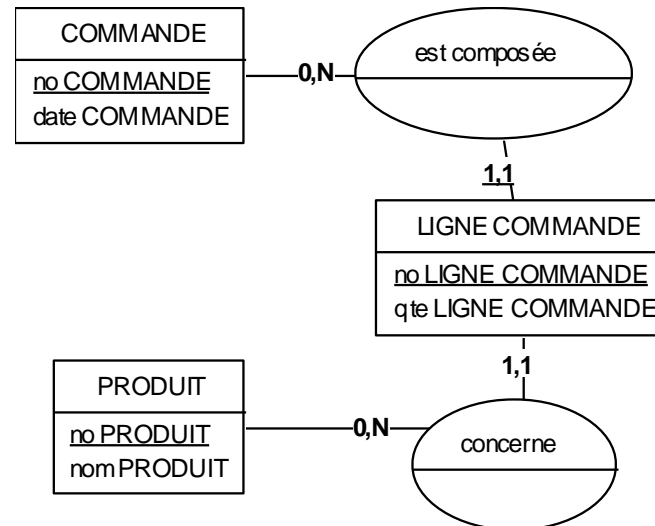 COMMANDE
no COMMANDE
date COMMANDE
0,N
est composée
1,1
LIGNE COMMANDE
no LIGNE COMMANDE
qte LIGNE COMMANDE
1,1
PRODUIT
no PRODUIT
nom PRODUIT
0,N
concerne